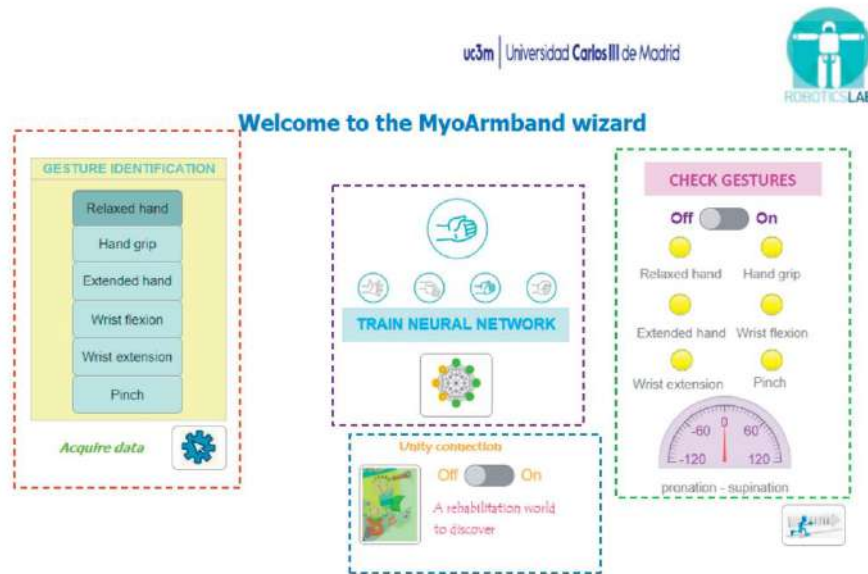 uc3m | Universidad Carlos III de Madrid
ROBOTICSLAB
Welcome to the MyoArmband wizard
GESTURE IDENTIFICATION
Relaxed hand
Hand grip
Extended hand
Wrist flexion
Wrist extension
Pinch
Acquire data
TRAIN NEURAL NETWORK
Unity connection
Off On
A rehabilitation world
to discover
CHECK GESTURES
Off On
Relaxed hand Hand grip
Extended hand Wrist flexion
Wrist extension Pinch
0
-60 60
-120 120
pronation - supination